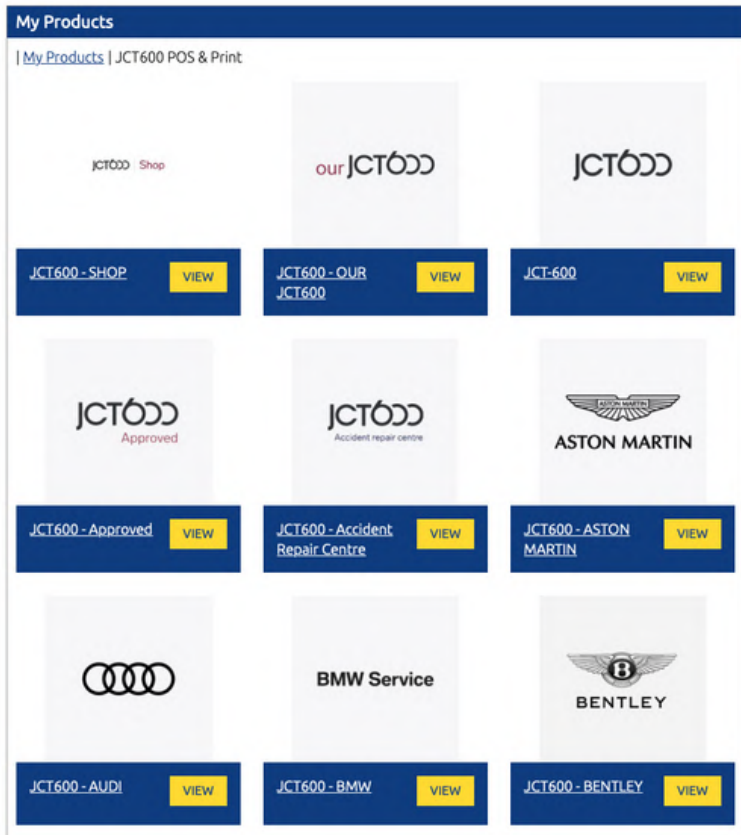 My Products
| My Products | JCT600 POS & Print
JCT600 Shop
our JCT600
JCT600
JCT600 - SHOP
VIEW
JCT600 - OUR
JCT600
VIEW
JCT-600
VIEW
JCT600
Approved
JCT600
Accident repair centre
ASTON MARTIN
ASTON MARTIN
JCT600 - Approved
VIEW
JCT600 - Accident
Repair Centre
VIEW
JCT600 - ASTON
MARTIN
VIEW
BMW Service
B
BENTLEY
JCT600 - AUDI
VIEW
JCT600 - BMW
VIEW
JCT600 - BENTLEY
VIEW